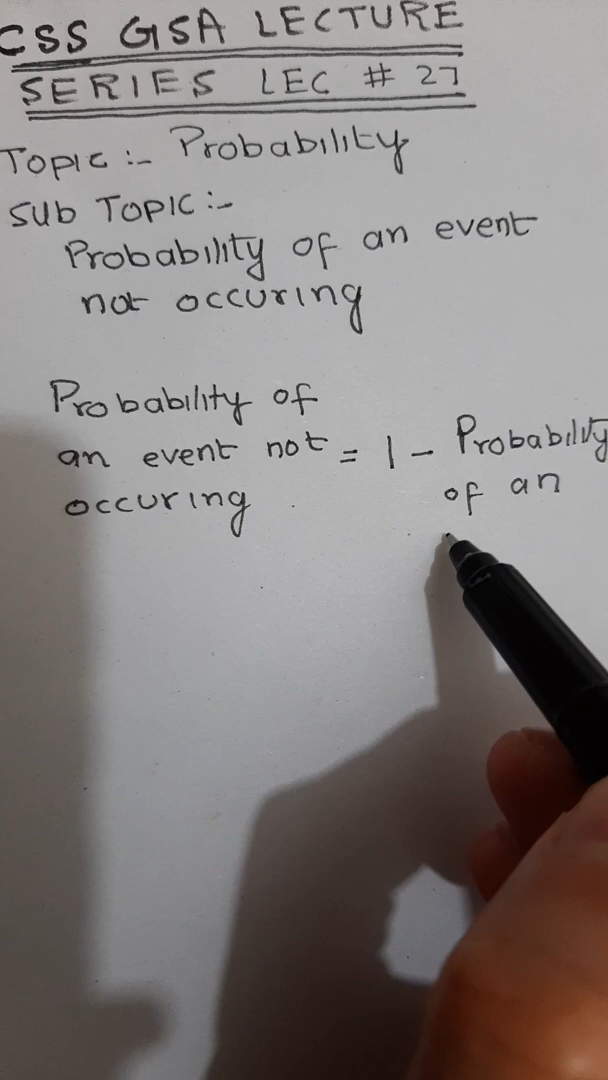 CSS GSA LECTURE
SERIES LEC # 27
Topic :- Probability
SUB TOPIC :-
Probability of an event
not occuring
Probability of
an event not = 1 - Probability
occuring of an